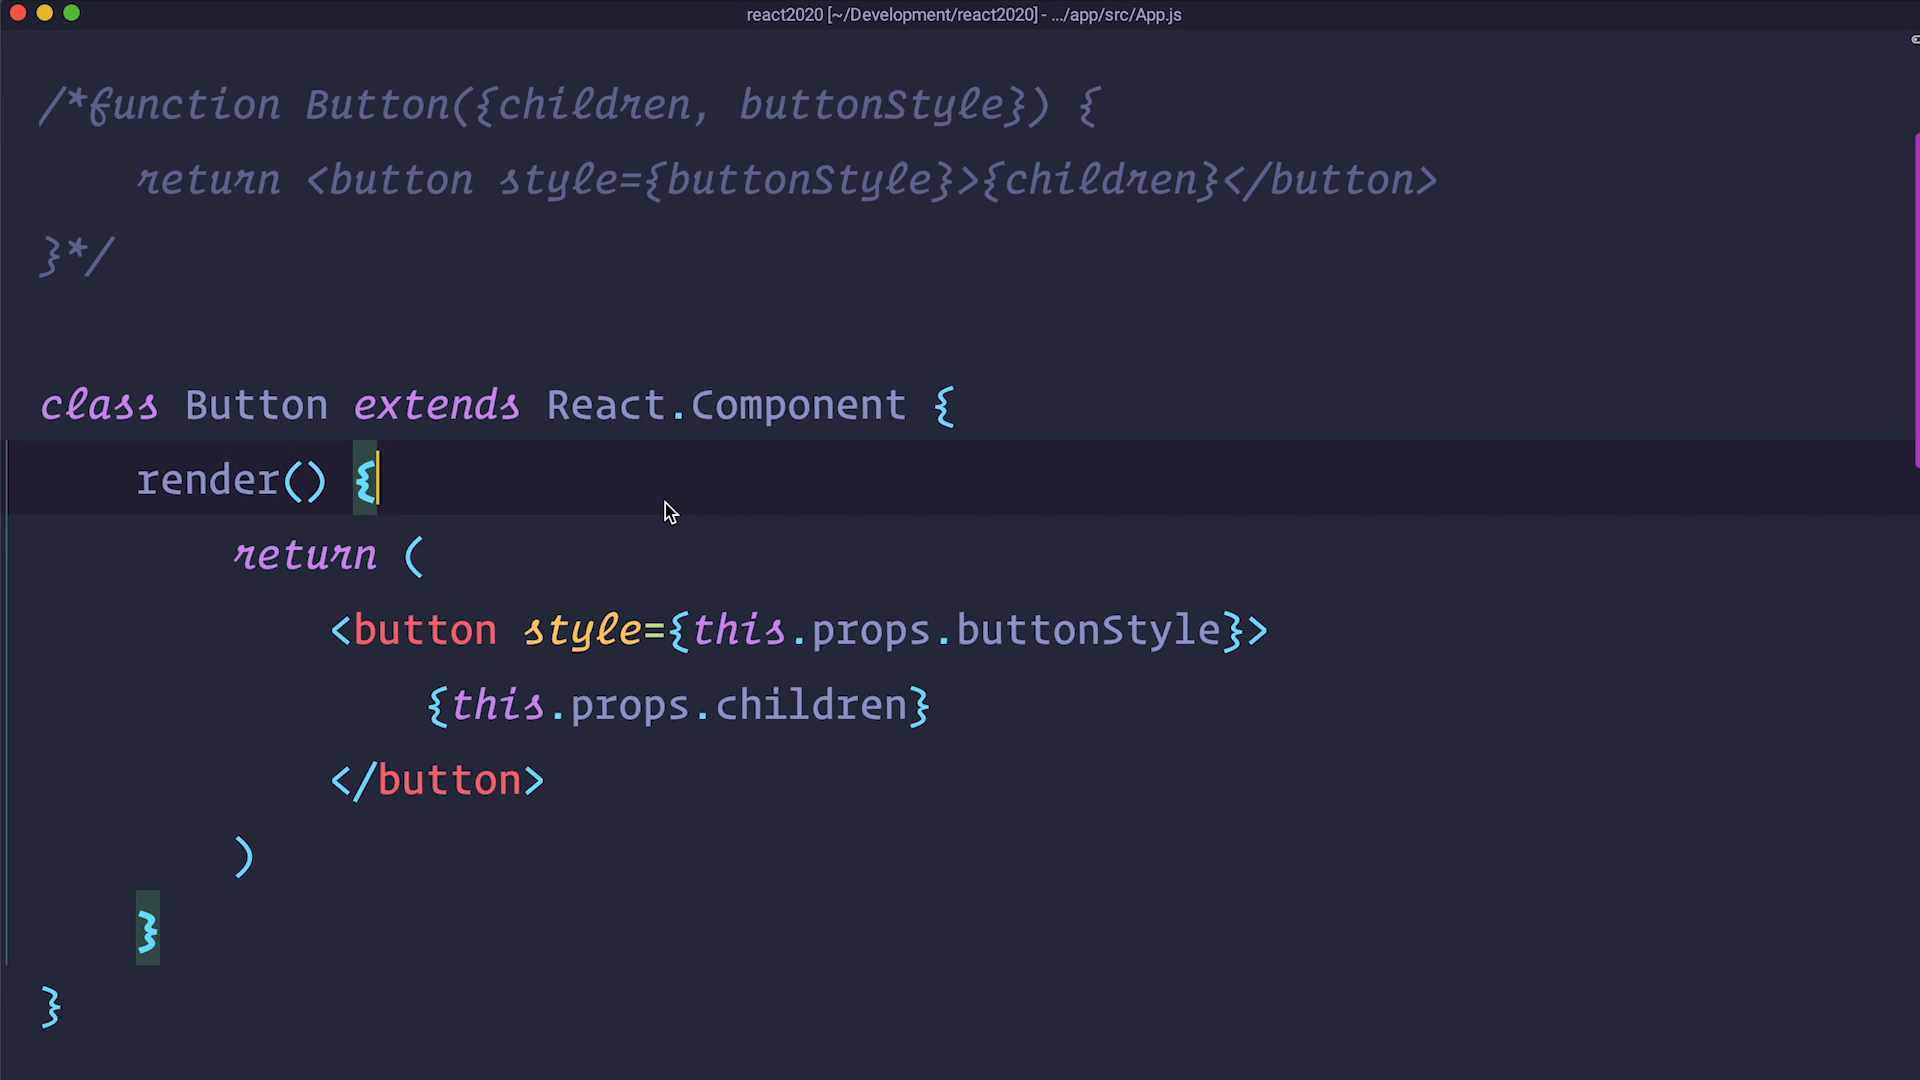 react2020 [~/Development/react2020] - .../app/src/App.js
/*function Button({children, buttonStyle}) {
    return <button style={buttonStyle}>{children}</button>
}*/
class Button extends React.Component {
    render() {
        return (
            <button style={this.props.buttonStyle}>
                {this.props.children}
            </button>
        )
    }
}